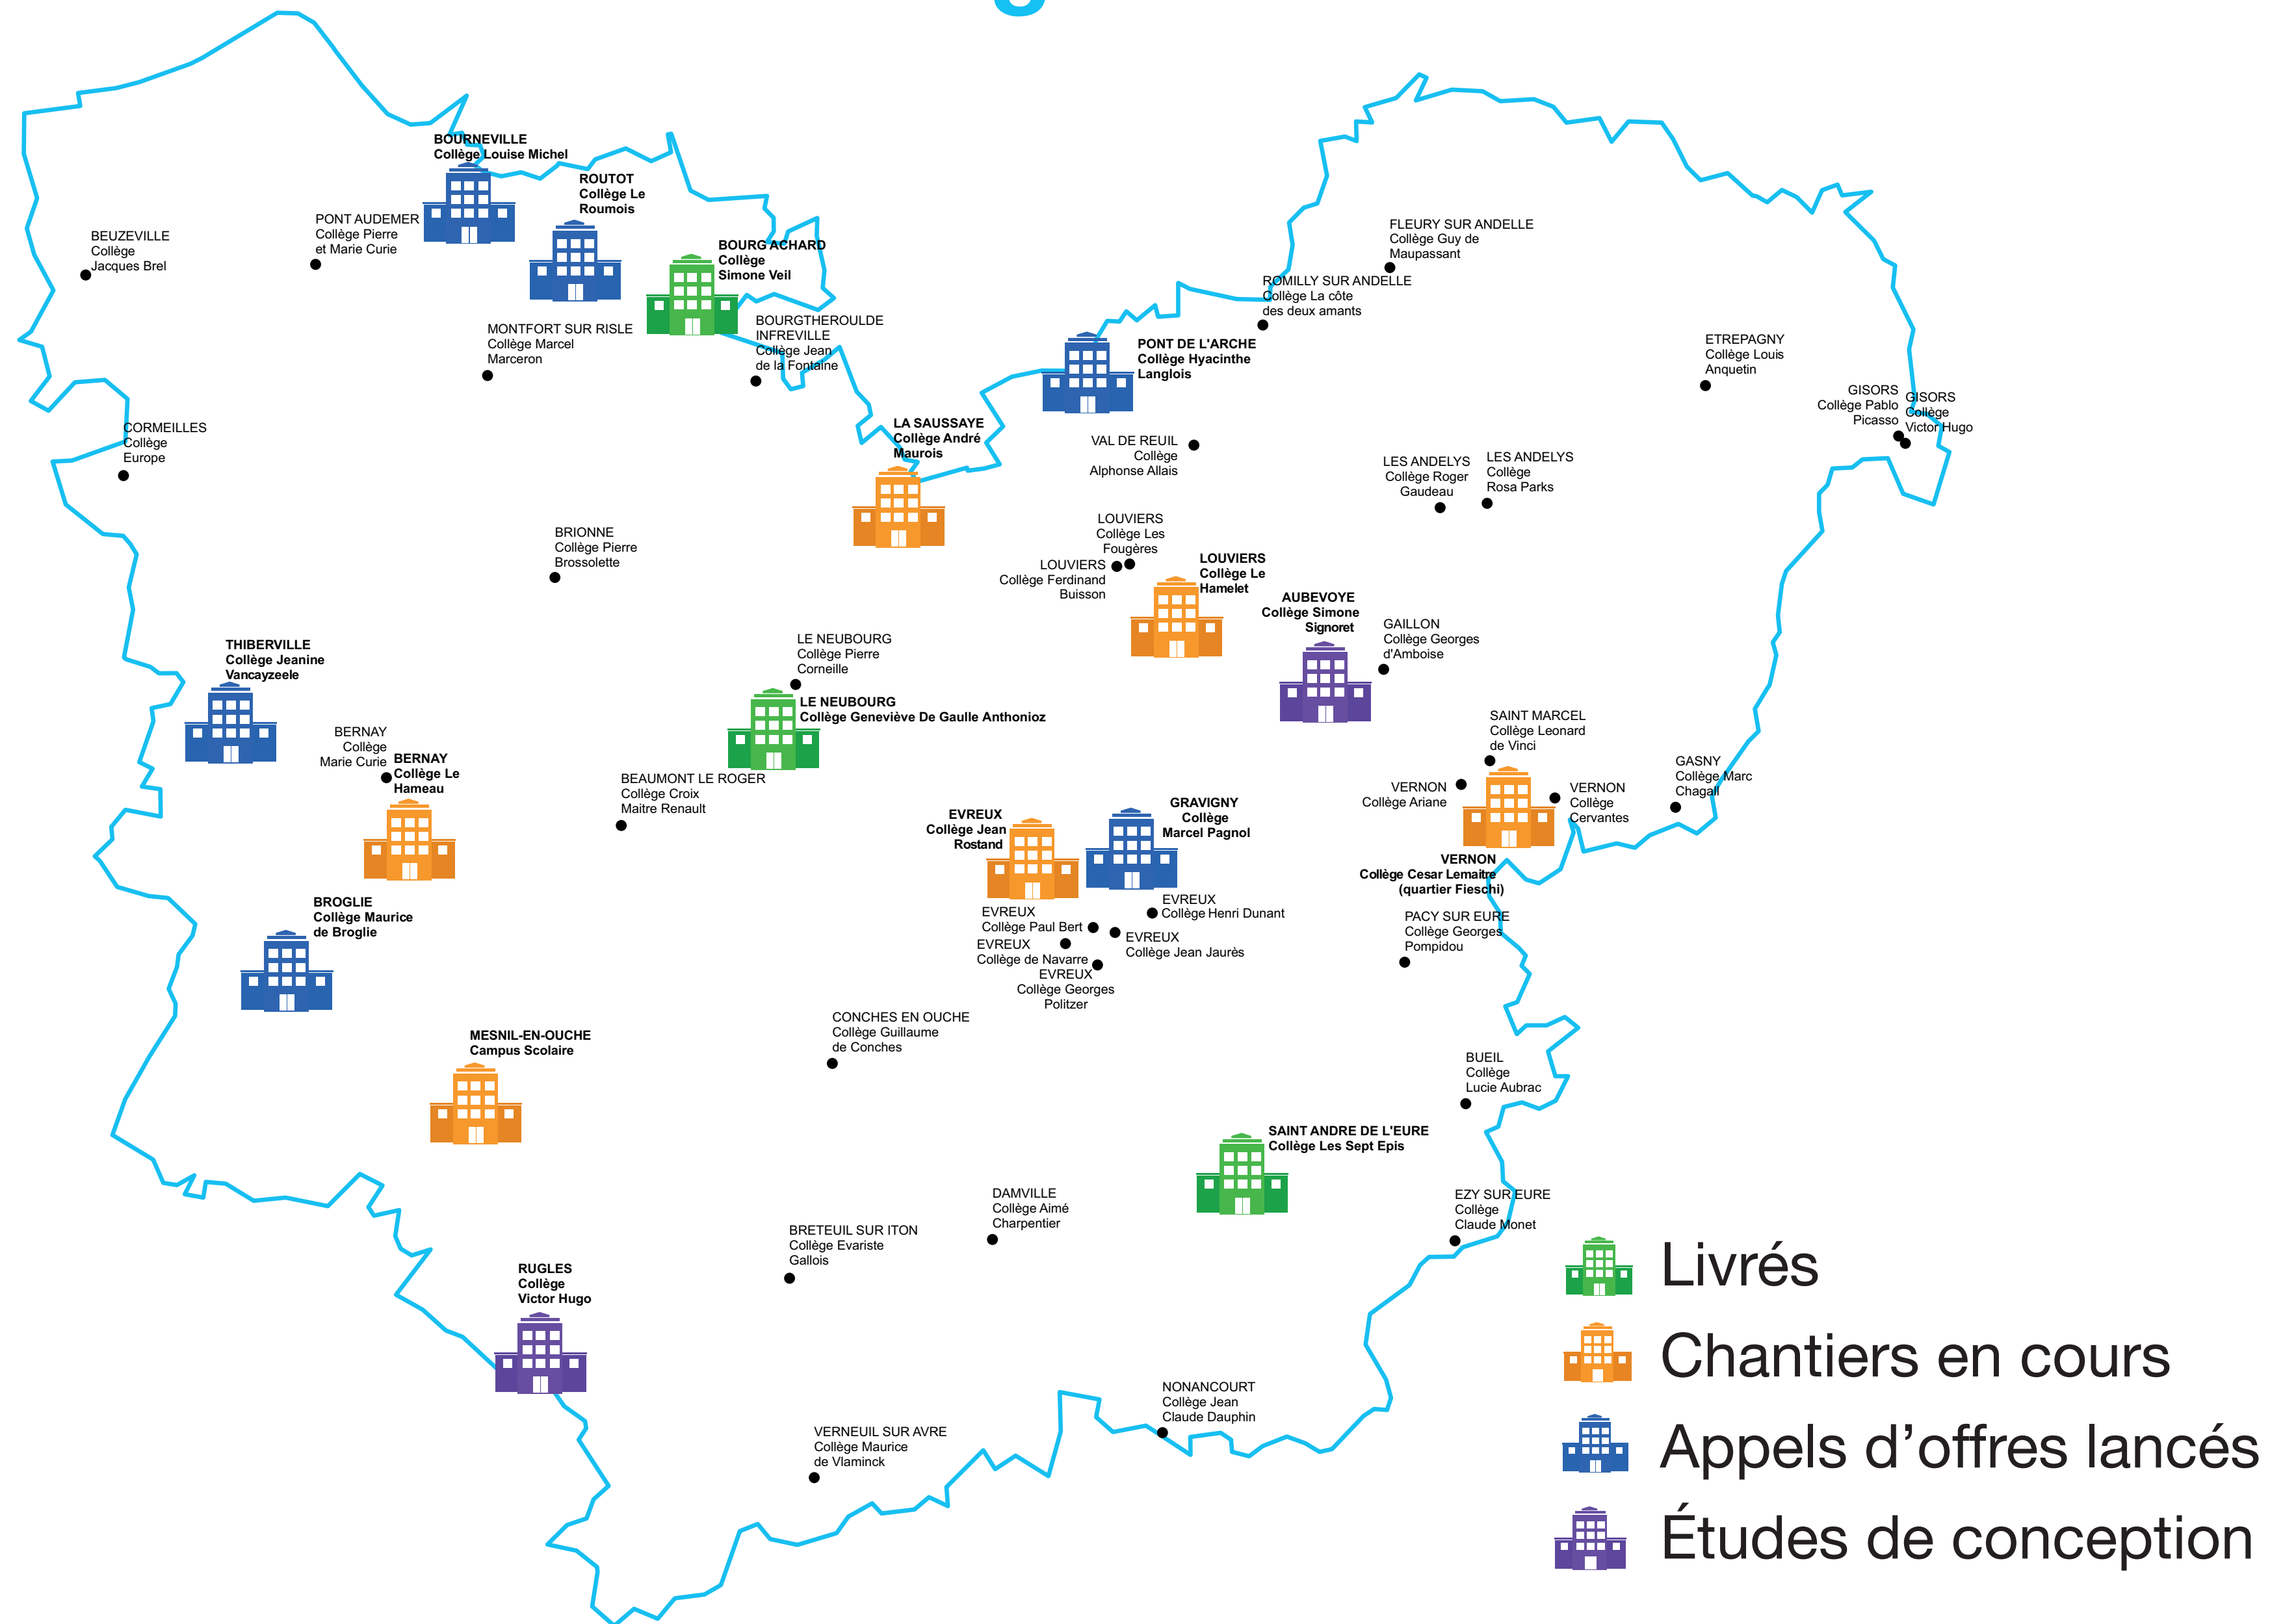 g
BOURNEVILLE
Collège Louise Michel
ROUTOT
Collège Le
Roumois
PONT AUDEMER
Collège Pierre
et Marie Curie
BEUZEVILLE
Collège
Jacques Brel
BOURG ACHARD
Collège
Simone Veil
FLEURY SUR ANDELLE
Collège Guy de
Maupassant
ROMILLY SUR ANDELLE
Collège La côte
des deux amants
MONTFORT SUR RISLE
Collège Marcel
Marceron
BOURGTHEROULDE
INFREVILLE
Collège Jean
de la Fontaine
PONT DE L'ARCHE
Collège Hyacinthe
Langlois
ETREPAGNY
Collège Louis
Anquetin
GISORS
Collège Pablo
Picasso
GISORS
Collège
Victor Hugo
CORMEILLES
Collège
Europe
LA SAUSSAYE
Collège André
Maurois
VAL DE REUIL
Collège
Alphonse Allais
LES ANDELYS
Collège Roger
Gaudeau
LES ANDELYS
Collège
Rosa Parks
BRIONNE
Collège Pierre
Brossolette
LOUVIERS
Collège Les
Fougères
LOUVIERS
Collège Ferdinand
Buisson
LOUVIERS
Collège Le
Hamelet
AUBEVOYE
Collège Simone
Signoret
GAILLON
Collège Georges
d'Amboise
THIBERVILLE
Collège Jeanine
Vancayzeele
LE NEUBOURG
Collège Pierre
Corneille
LE NEUBOURG
Collège Geneviève De Gaulle Anthonioz
BERNAY
Collège
Marie Curie
BERNAY
Collège Le
Hameau
BEAUMONT LE ROGER
Collège Croix
Maitre Renault
SAINT MARCEL
Collège Leonard
de Vinci
VERNON
Collège Ariane
VERNON
Collège
Cervantes
GASNY
Collège Marc
Chagall
EVREUX
Collège Jean
Rostand
GRAVIGNY
Collège
Marcel Pagnol
VERNON
Collège Cesar Lemaitre
(quartier Fieschi)
BROGLIE
Collège Maurice
de Broglie
EVREUX
Collège Henri Dunant
EVREUX
Collège Paul Bert
EVREUX
Collège Jean Jaurès
EVREUX
Collège de Navarre
EVREUX
Collège Georges
Politzer
PACY SUR EURE
Collège Georges
Pompidou
MESNIL-EN-OUCHE
Campus Scolaire
CONCHES EN OUCHE
Collège Guillaume
de Conches
BUEIL
Collège
Lucie Aubrac
SAINT ANDRE DE L'EURE
Collège Les Sept Epis
DAMVILLE
Collège Aimé
Charpentier
EZY SUR EURE
Collège
Claude Monet
BRETEUIL SUR ITON
Collège Evariste
Gallois
RUGLES
Collège
Victor Hugo
NONANCOURT
Collège Jean
Claude Dauphin
VERNEUIL SUR AVRE
Collège Maurice
de Vlaminck
Livrés
Chantiers en cours
Appels d’offres lancés
Études de conception